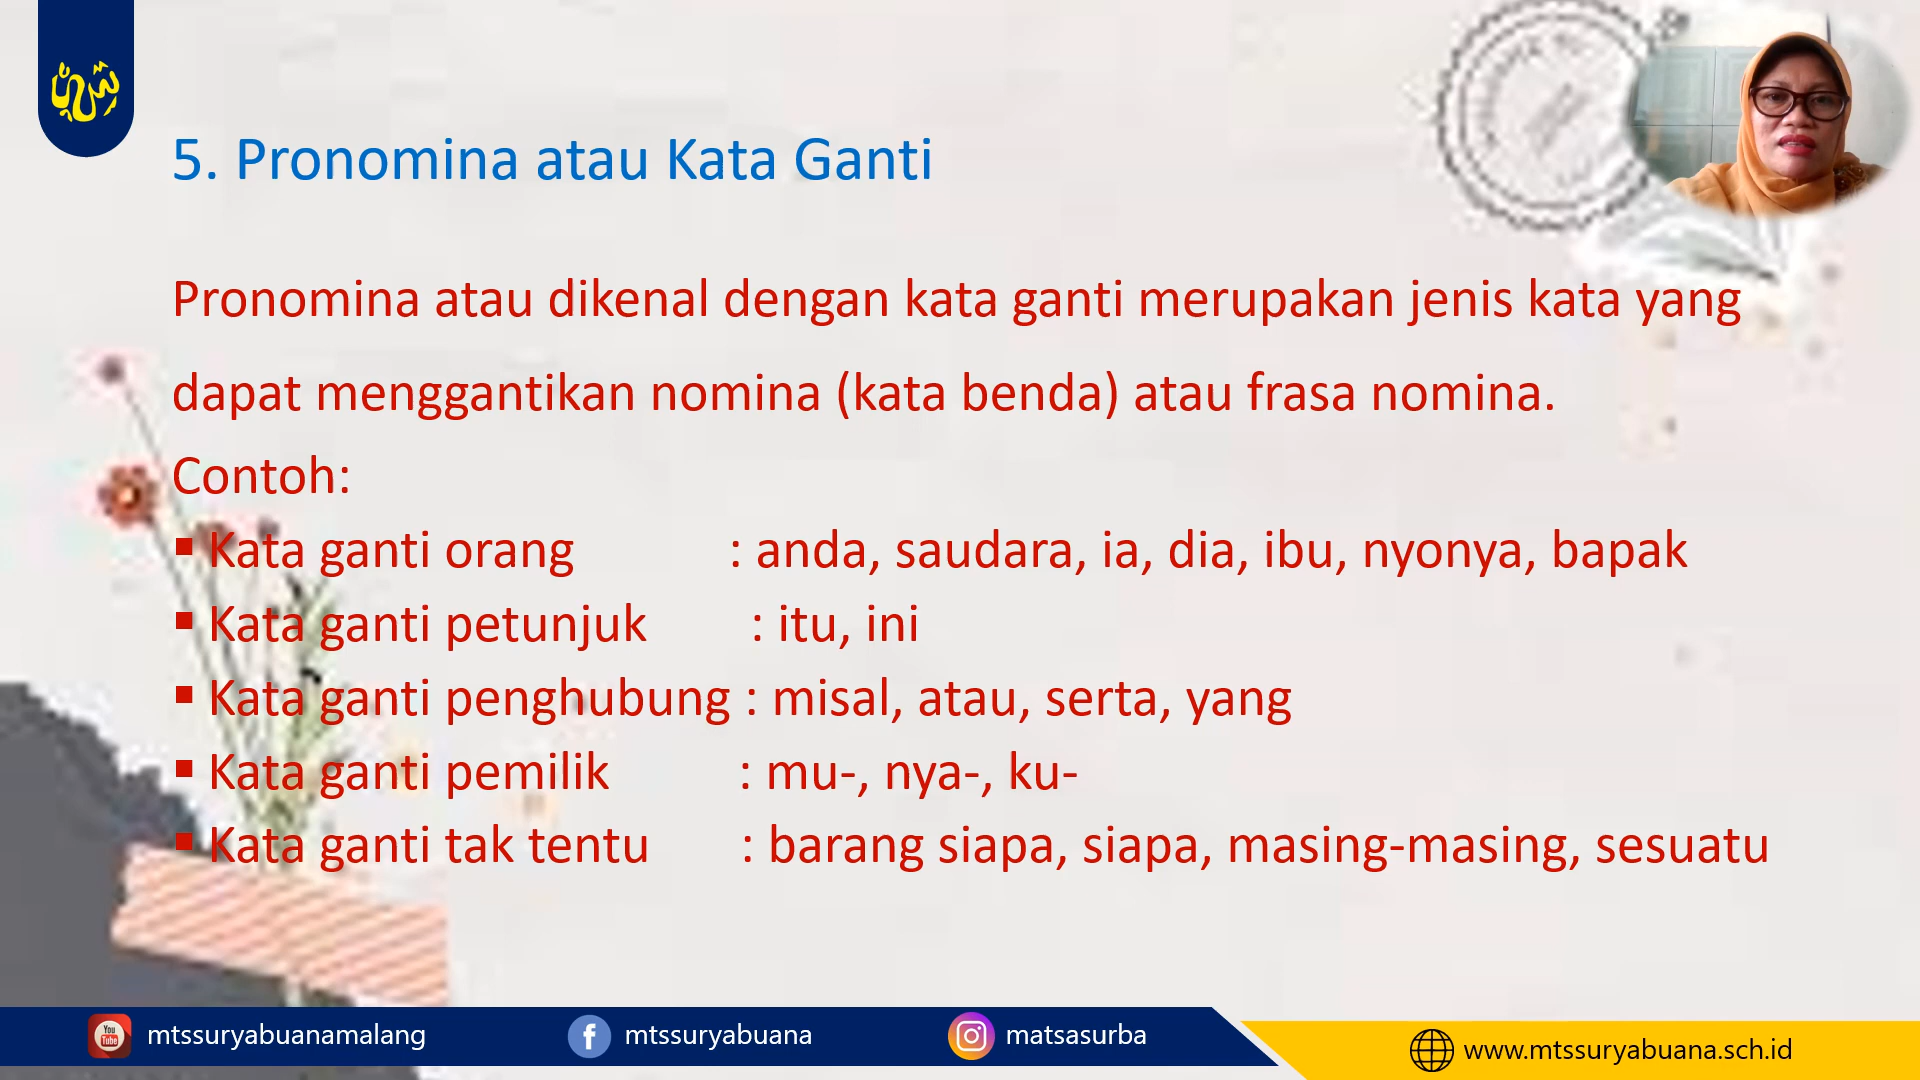 5. Pronomina atau Kata Ganti
Pronomina atau dikenal dengan kata ganti merupakan jenis kata yang
dapat menggantikan nomina (kata benda) atau frasa nomina.
Contoh:
▪ Kata ganti orang : anda, saudara, ia, dia, ibu, nyonya, bapak
▪ Kata ganti petunjuk : itu, ini
▪ Kata ganti penghubung : misal, atau, serta, yang
▪ Kata ganti pemilik : mu-, nya-, ku-
▪ Kata ganti tak tentu : barang siapa, siapa, masing-masing, sesuatu
You Tube mtssuryabuanamalang f mtssuryabuana matsasurba www.mtssuryabuana.sch.id